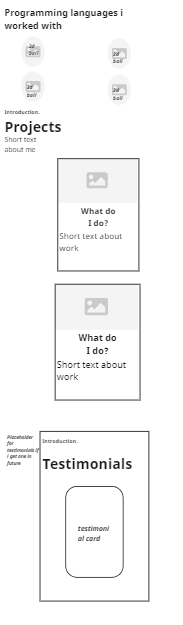 Programming languages i
worked with
3d
ball
3d
ball
3d
ball
3d
ball
Introduction.
Projects
Short text
about me
What do
I do?
Short text about
work
What do
I do?
Short text about
work
Placeholder
for
testimonials if
i get one in
future
Introduction.
Testimonials
testimoni
al card